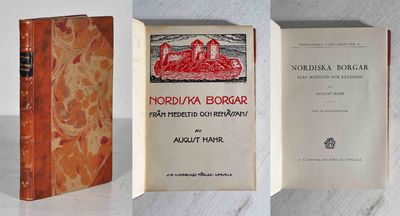 NORDISKA BORGAR
FRÅN MEDELTID OCH RENÄSSANS
AV
AUGUST HAHR
J. A. LINDBLADS FÖRLAG · UPPSALA
NORDISKA BORGAR
FRÅN MEDELTID OCH RENÄSSANS
AV
AUGUST HAHR
J. A. LINDBLADS FÖRLAG, UPPSALA